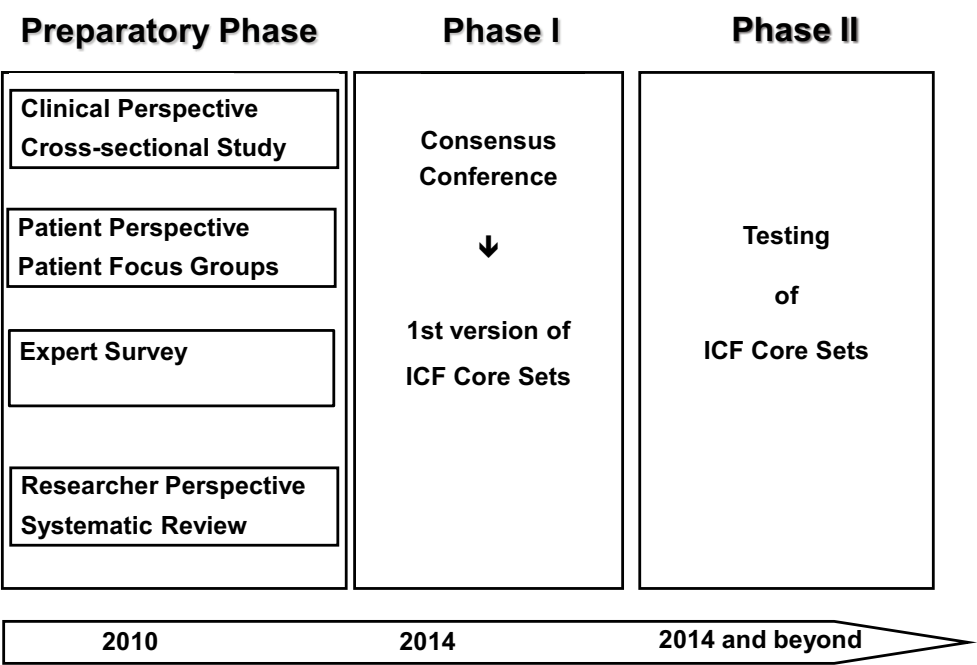 Preparatory Phase
Phase I
Phase II
Clinical Perspective
Cross-sectional Study
Patient Perspective
Patient Focus Groups
Expert Survey
Researcher Perspective
Systematic Review
Consensus
Conference
↓
1st version of
ICF Core Sets
Testing
of
ICF Core Sets
2010
2014
2014 and beyond